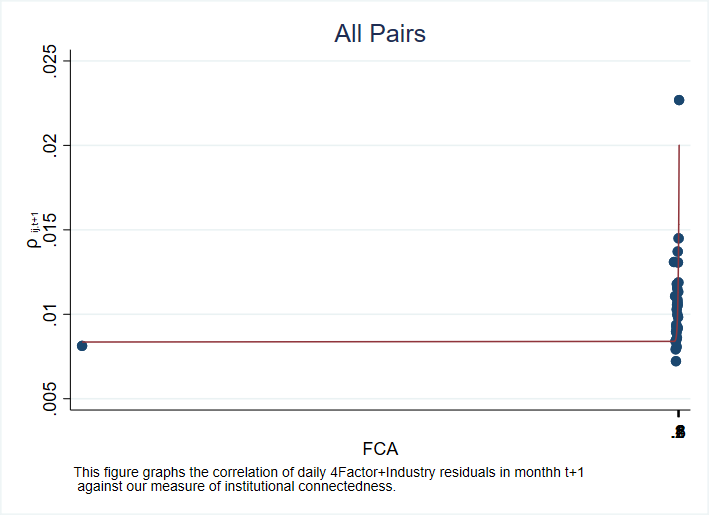 All Pairs
.025
.02
.015
.01
.005
ρ ij,t+1
FCA
This figure graphs the correlation of daily 4Factor+Industry residuals in monthh t+1
against our measure of institutional connectedness.